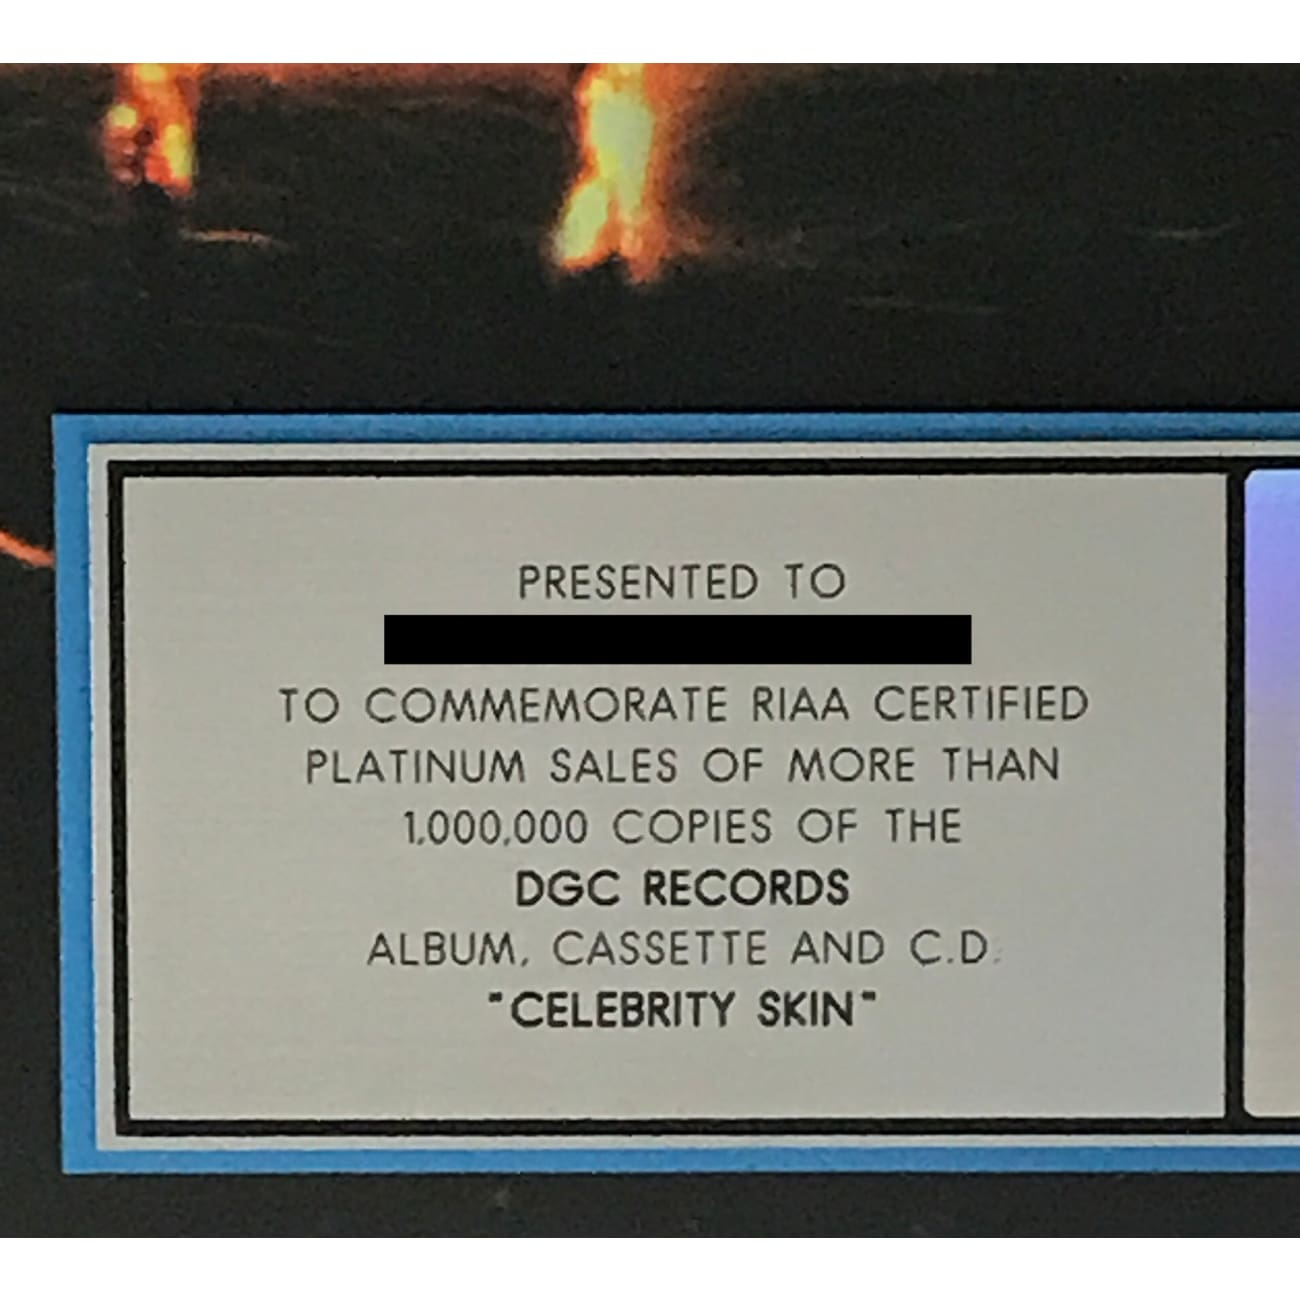 PRESENTED TO
TO COMMEMORATE RIAA CERTIFIED
PLATINUM SALES OF MORE THAN
1,000,000 COPIES OF THE
DGC RECORDS
ALBUM, CASSETTE AND C.D.
"CELEBRITY SKIN"